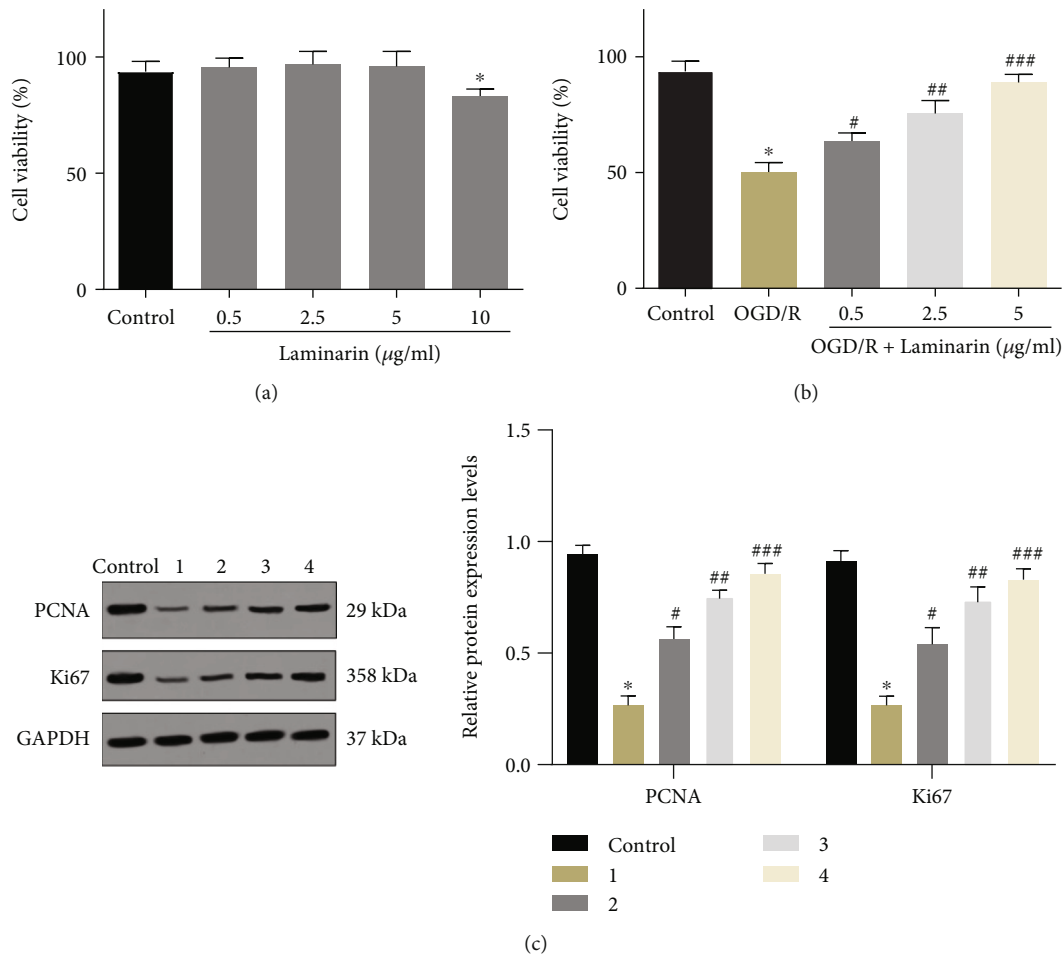 100
50
0
Cell viability (%)
*
Control 0.5 2.5 5 10
Laminarin (μg/ml)
(a)
100
50
0
Cell viability (%)
*
#
##
###
Control OGD/R 0.5 2.5 5
OGD/R + Laminarin (μg/ml)
(b)
Control 1 2 3 4
PCNA 29 kDa
Ki67 358 kDa
GAPDH 37 kDa
1.5
1.0
0.5
0.0
Relative protein expression levels
* # ## ###
* # ## ###
PCNA Ki67
Control 3
1 4
2
(c)